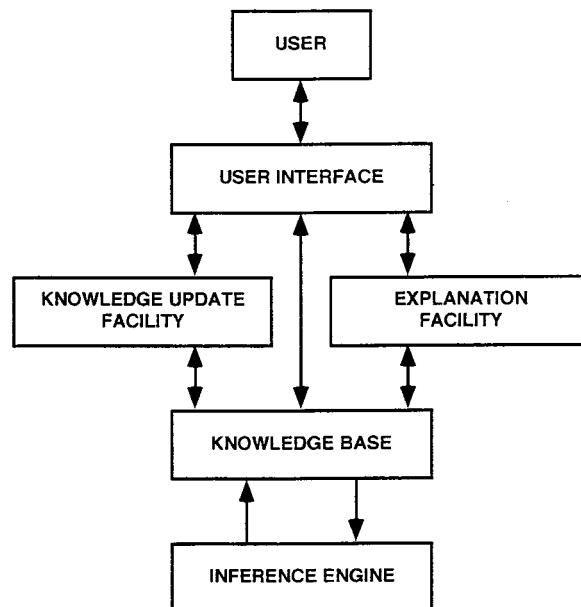 USER
USER INTERFACE
KNOWLEDGE UPDATE
FACILITY
EXPLANATION
FACILITY
KNOWLEDGE BASE
INFERENCE ENGINE